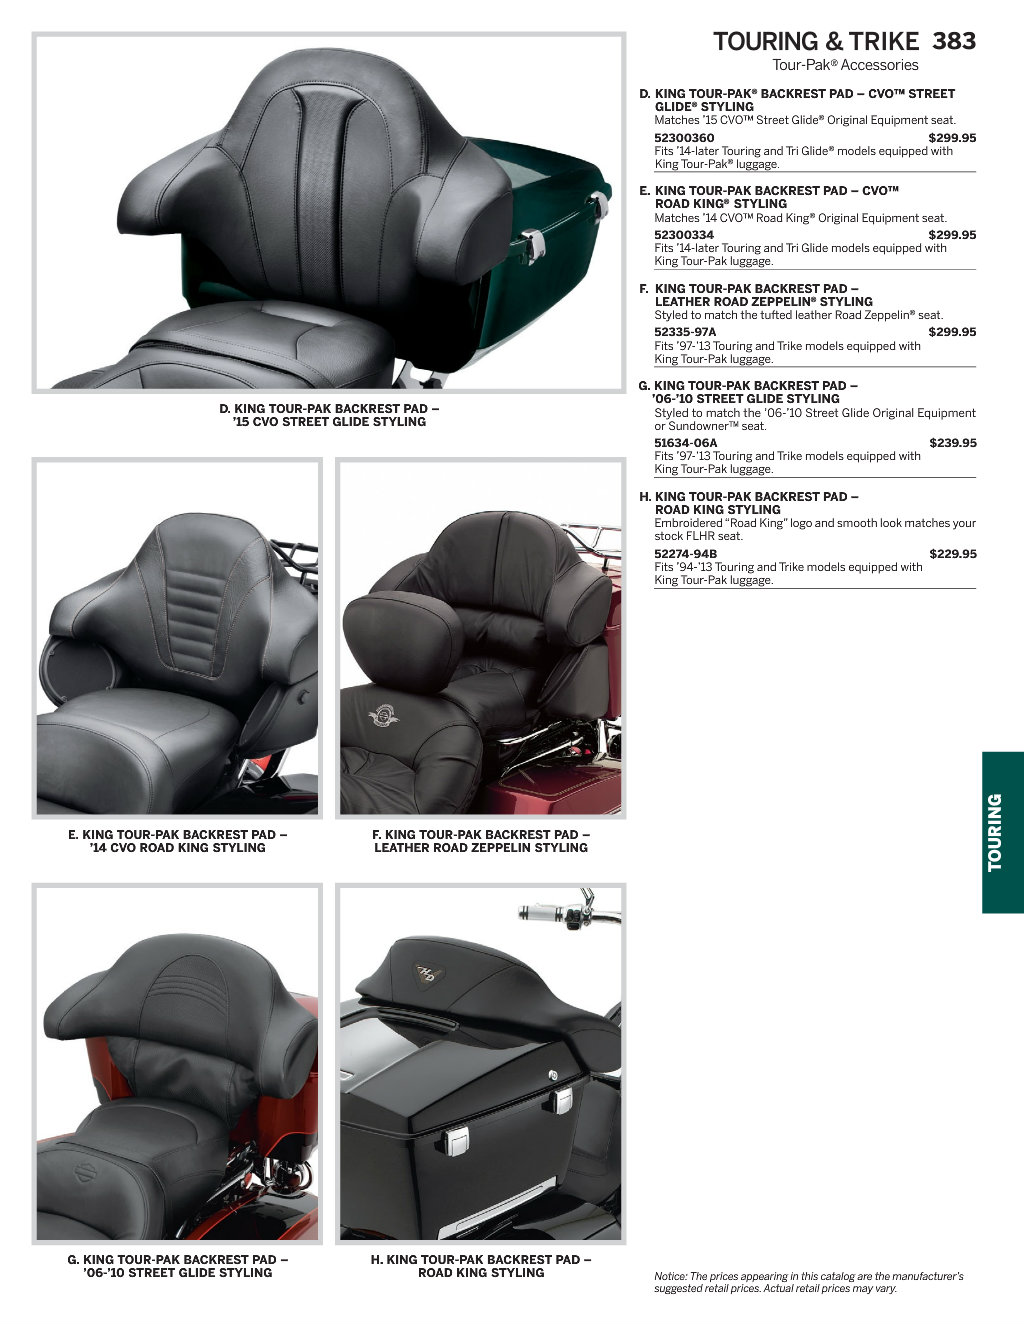 TOURING & TRIKE 383
Tour-Pak® Accessories
D. KING TOUR-PAK® BACKREST PAD – CVO™ STREET
GLIDE® STYLING
Matches ’15 CVO™ Street Glide® Original Equipment seat.
52300360 $299.95
Fits ’14-later Touring and Tri Glide® models equipped with
King Tour-Pak® luggage.
E. KING TOUR-PAK BACKREST PAD – CVO™
ROAD KING® STYLING
Matches ’14 CVO™ Road King® Original Equipment seat.
52300334 $299.95
Fits ’14-later Touring and Tri Glide models equipped with
King Tour-Pak luggage.
F. KING TOUR-PAK BACKREST PAD –
LEATHER ROAD ZEPPELIN® STYLING
Styled to match the tufted leather Road Zeppelin® seat.
52335-97A $299.95
Fits ’97-’13 Touring and Trike models equipped with
King Tour-Pak luggage.
G. KING TOUR-PAK BACKREST PAD –
’06-’10 STREET GLIDE STYLING
Styled to match the ’06-’10 Street Glide Original Equipment
or Sundowner™ seat.
51634-06A $239.95
Fits ’97-’13 Touring and Trike models equipped with
King Tour-Pak luggage.
H. KING TOUR-PAK BACKREST PAD –
ROAD KING STYLING
Embroidered “Road King” logo and smooth look matches your
stock FLHR seat.
52274-94B $229.95
Fits ’94-’13 Touring and Trike models equipped with
King Tour-Pak luggage.
D. KING TOUR-PAK BACKREST PAD –
’15 CVO STREET GLIDE STYLING
E. KING TOUR-PAK BACKREST PAD –
’14 CVO ROAD KING STYLING
F. KING TOUR-PAK BACKREST PAD –
LEATHER ROAD ZEPPELIN STYLING
TOURING
H-D
G. KING TOUR-PAK BACKREST PAD –
’06-’10 STREET GLIDE STYLING
H. KING TOUR-PAK BACKREST PAD –
ROAD KING STYLING
Notice: The prices appearing in this catalog are the manufacturer’s
suggested retail prices. Actual retail prices may vary.